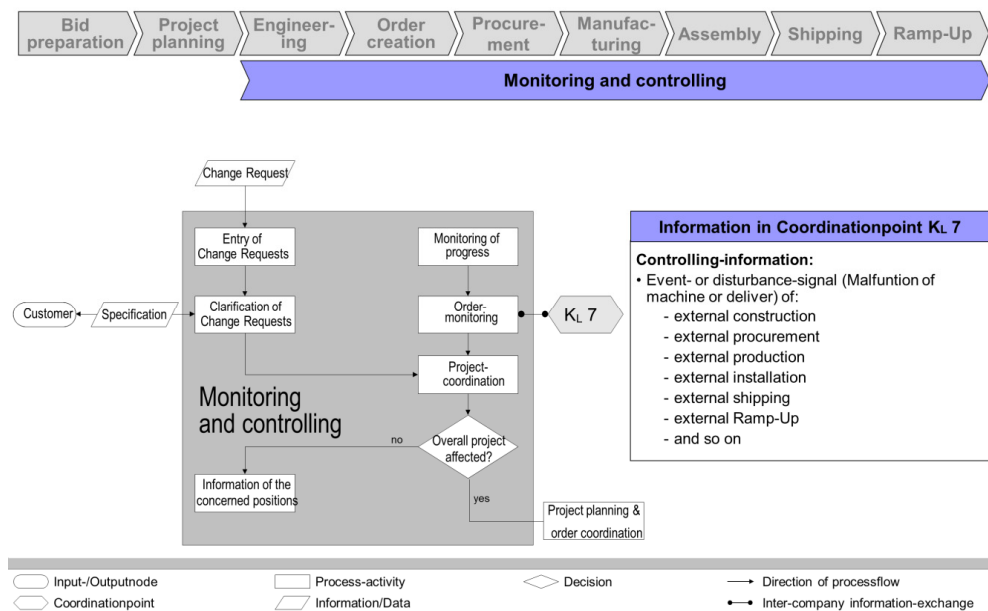 Bid
preparation
Project
planning
Engineer-
ing
Order
creation
Procure-
ment
Manufac-
turing
Assembly
Shipping
Ramp-Up
Monitoring and controlling
Change Request
Entry of
Change Requests
Monitoring of
progress
Customer
Specification
Clarification of
Change Requests
Order-
monitoring
KL 7
Project-
coordination
Monitoring
and controlling
no
Overall project
affected?
Information of the
concerned positions
yes
Project planning &
order coordination
Information in Coordinationpoint KL 7
Controlling-information:
• Event- or disturbance-signal (Malfuntion of
machine or deliver) of:
- external construction
- external procurement
- external production
- external installation
- external shipping
- external Ramp-Up
- and so on
Input-/Outputnode
Process-activity
Decision
Direction of processflow
Coordinationpoint
Information/Data
Inter-company information-exchange